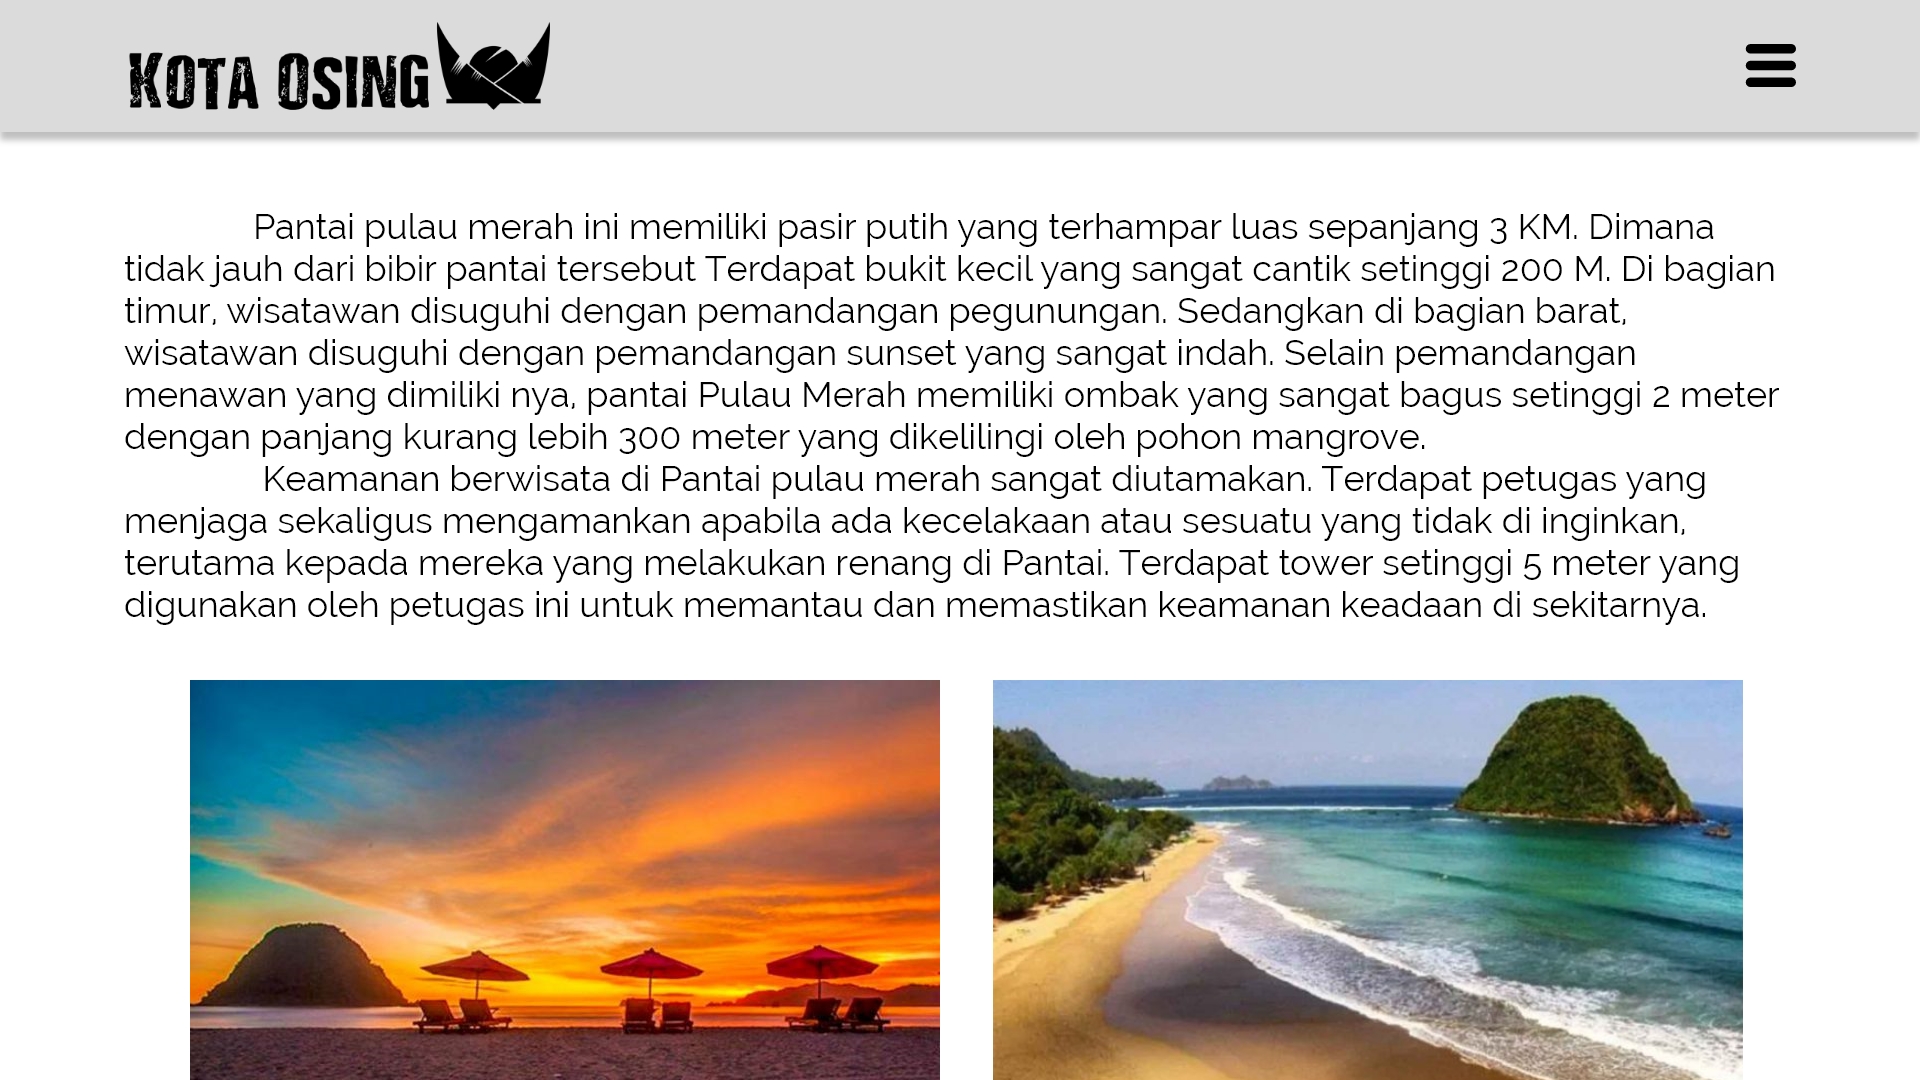 Kota Osing
Pantai pulau merah ini memiliki pasir putih yang terhampar luas sepanjang 3 KM. Dimana
tidak jauh dari bibir pantai tersebut Terdapat bukit kecil yang sangat cantik setinggi 200 M. Di bagian
timur, wisatawan disuguhi dengan pemandangan pegunungan. Sedangkan di bagian barat,
wisatawan disuguhi dengan pemandangan sunset yang sangat indah. Selain pemandangan
menawan yang dimiliki nya, pantai Pulau Merah memiliki ombak yang sangat bagus setinggi 2 meter
dengan panjang kurang lebih 300 meter yang dikelilingi oleh pohon mangrove.
Keamanan berwisata di Pantai pulau merah sangat diutamakan. Terdapat petugas yang
menjaga sekaligus mengamankan apabila ada kecelakaan atau sesuatu yang tidak di inginkan,
terutama kepada mereka yang melakukan renang di Pantai. Terdapat tower setinggi 5 meter yang
digunakan oleh petugas ini untuk memantau dan memastikan keamanan keadaan di sekitarnya.